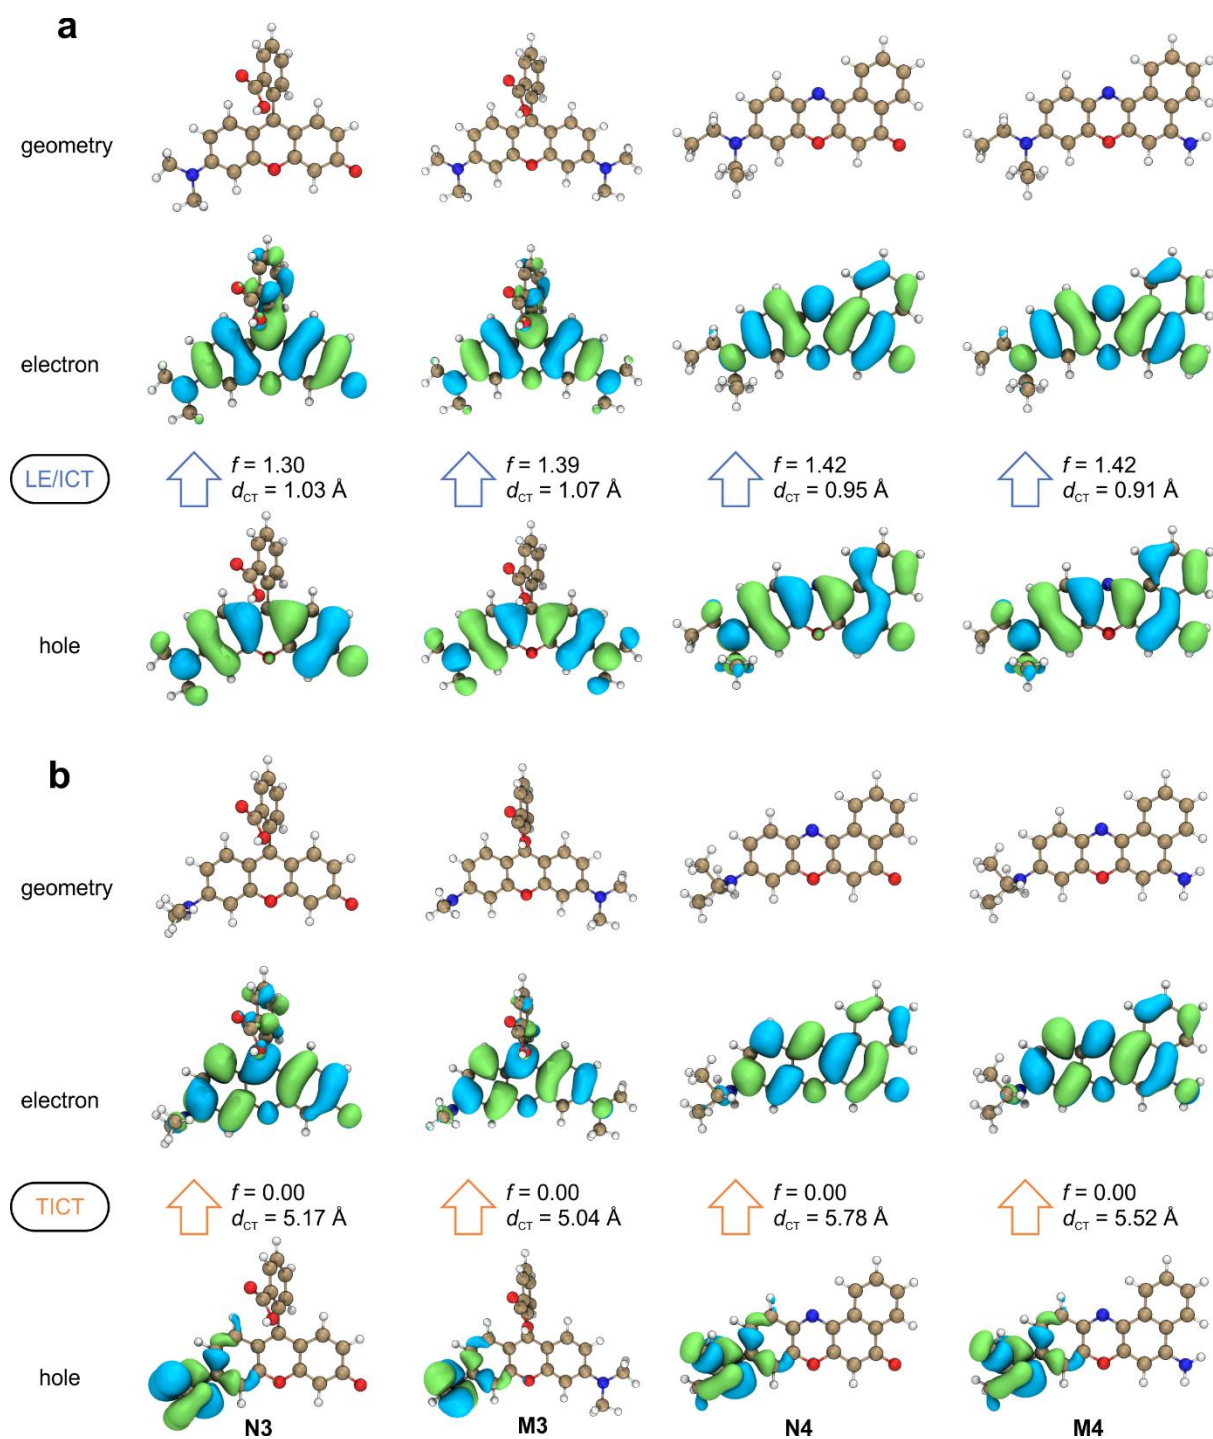 a
geometry
electron
LE/ICT
f = 1.30
dCT = 1.03 Å
f = 1.39
dCT = 1.07 Å
f = 1.42
dCT = 0.95 Å
f = 1.42
dCT = 0.91 Å
hole
b
geometry
electron
TICT
f = 0.00
dCT = 5.17 Å
f = 0.00
dCT = 5.04 Å
f = 0.00
dCT = 5.78 Å
f = 0.00
dCT = 5.52 Å
hole
N3 M3 N4 M4